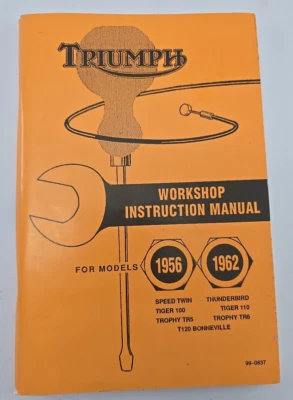 TRIUMPH
WORKSHOP
INSTRUCTION MANUAL
FOR MODELS 1956 1962
SPEED TWIN THUNDERBIRD
TIGER 100 TIGER 110
TROPHY TR5 TROPHY TR6
T120 BONNEVILLE
99-0837